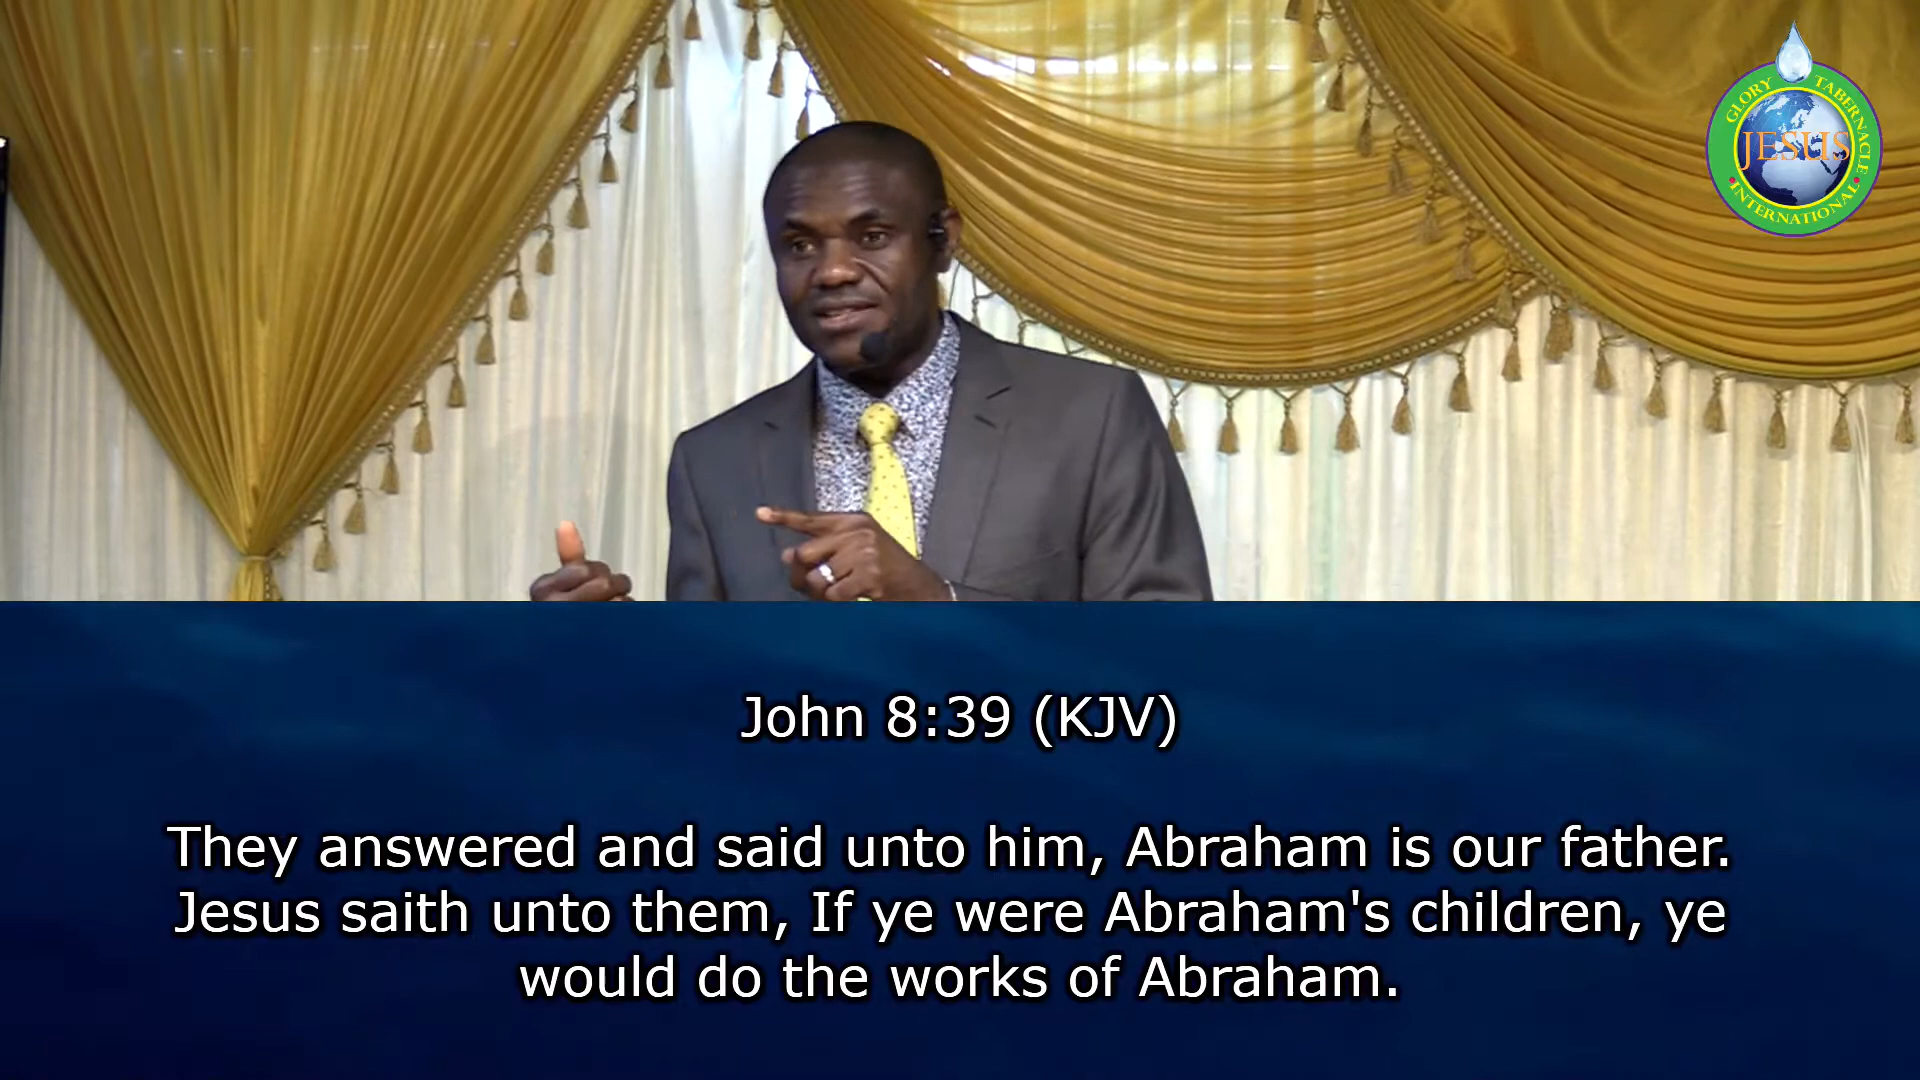 GLORY TABERNACLE
JESUS
INTERNATIONAL
John 8:39 (KJV)
They answered and said unto him, Abraham is our father.
Jesus saith unto them, If ye were Abraham's children, ye
would do the works of Abraham.